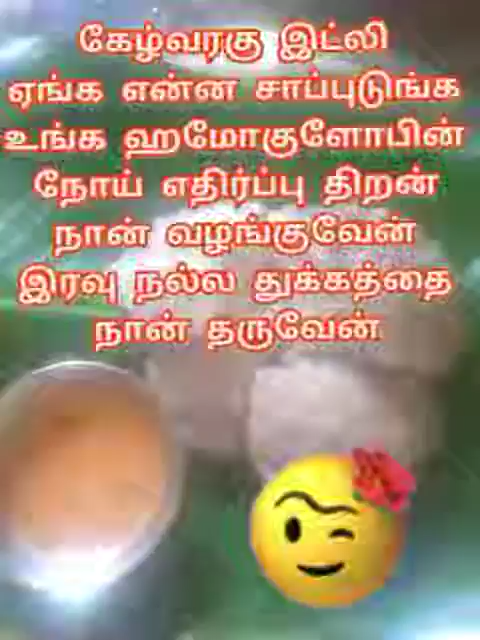 கேழ்வரகு இட்லி
ஏங்க என்ன சாப்புடுங்க
உங்க ஹமோகுளோபின்
நோய் எதிர்ப்பு திறன்
நான் வழங்குவேன்
இரவு நல்ல துக்கத்தை
நான் தருவேன்